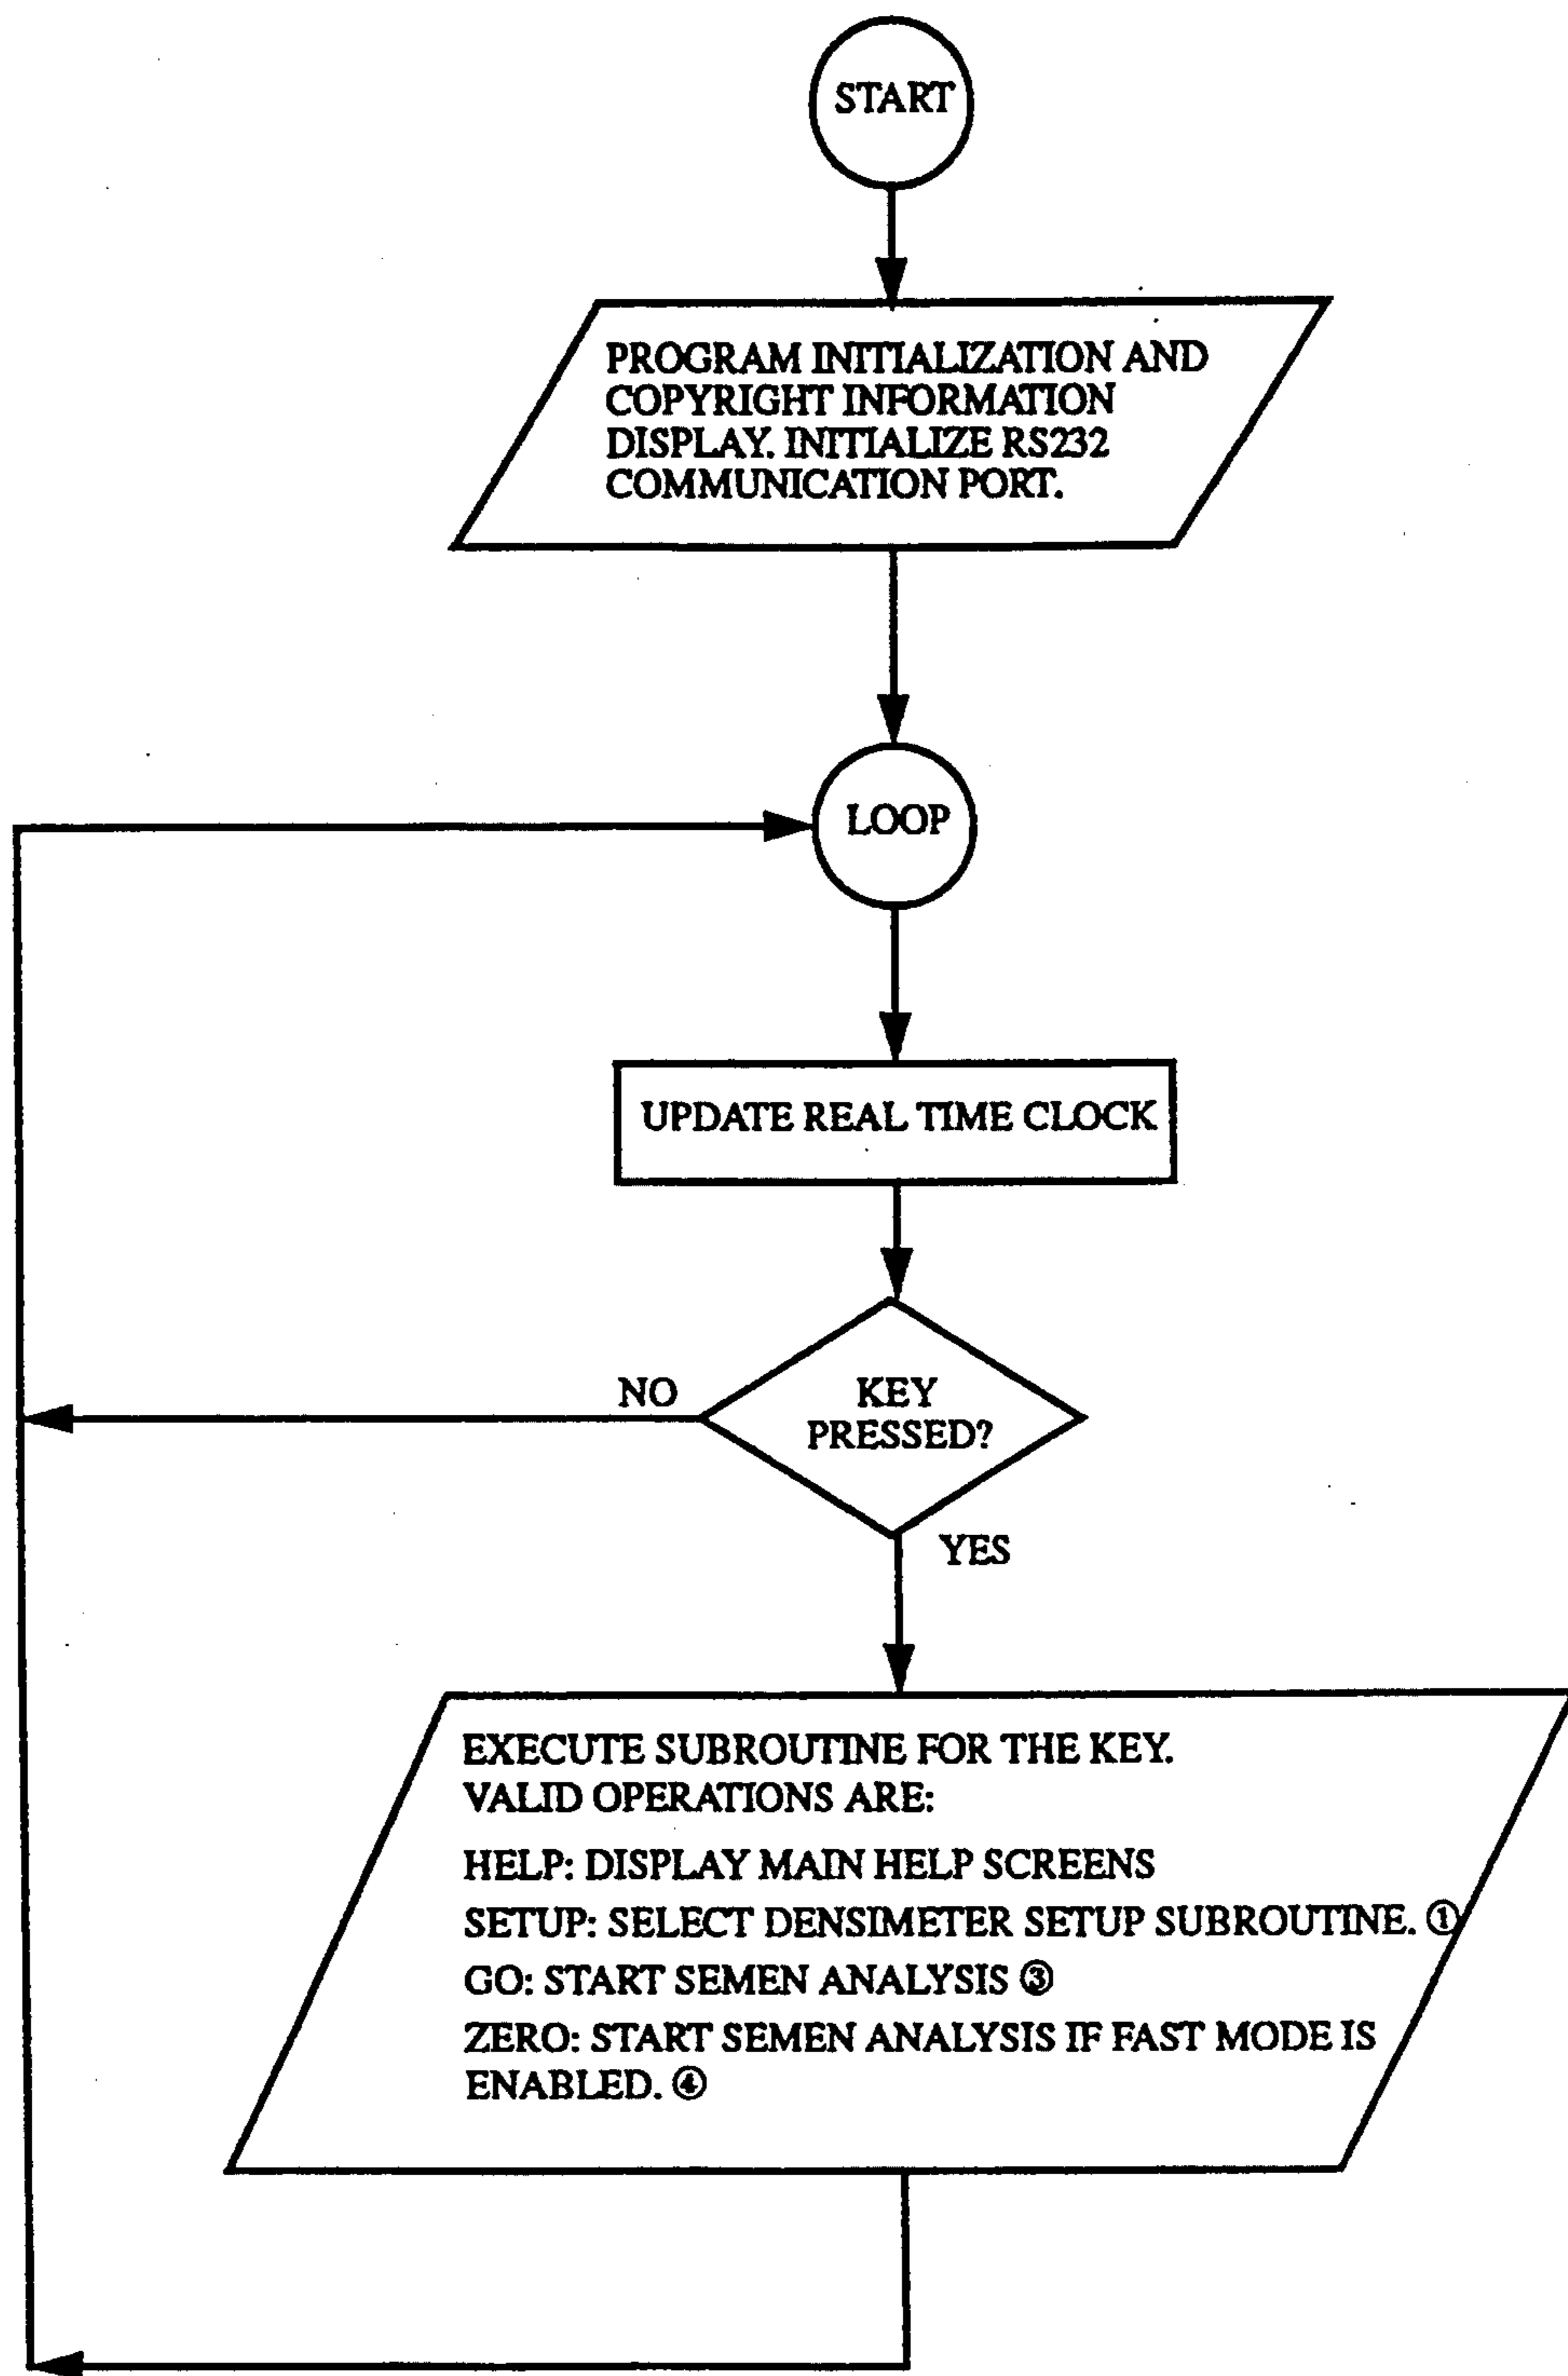 START
PROGRAM INITIALIZATION AND
COPYRIGHT INFORMATION
DISPLAY. INITIALIZE RS232
COMMUNICATION PORT.
LOOP
UPDATE REAL TIME CLOCK
NO
KEY
PRESSED?
YES
EXECUTE SUBROUTINE FOR THE KEY.
VALID OPERATIONS ARE:
HELP: DISPLAY MAIN HELP SCREENS
SETUP: SELECT DENSIMETER SETUP SUBROUTINE. ①
GO: START SEMEN ANALYSIS ③
ZERO: START SEMEN ANALYSIS IF FAST MODE IS
ENABLED. ④